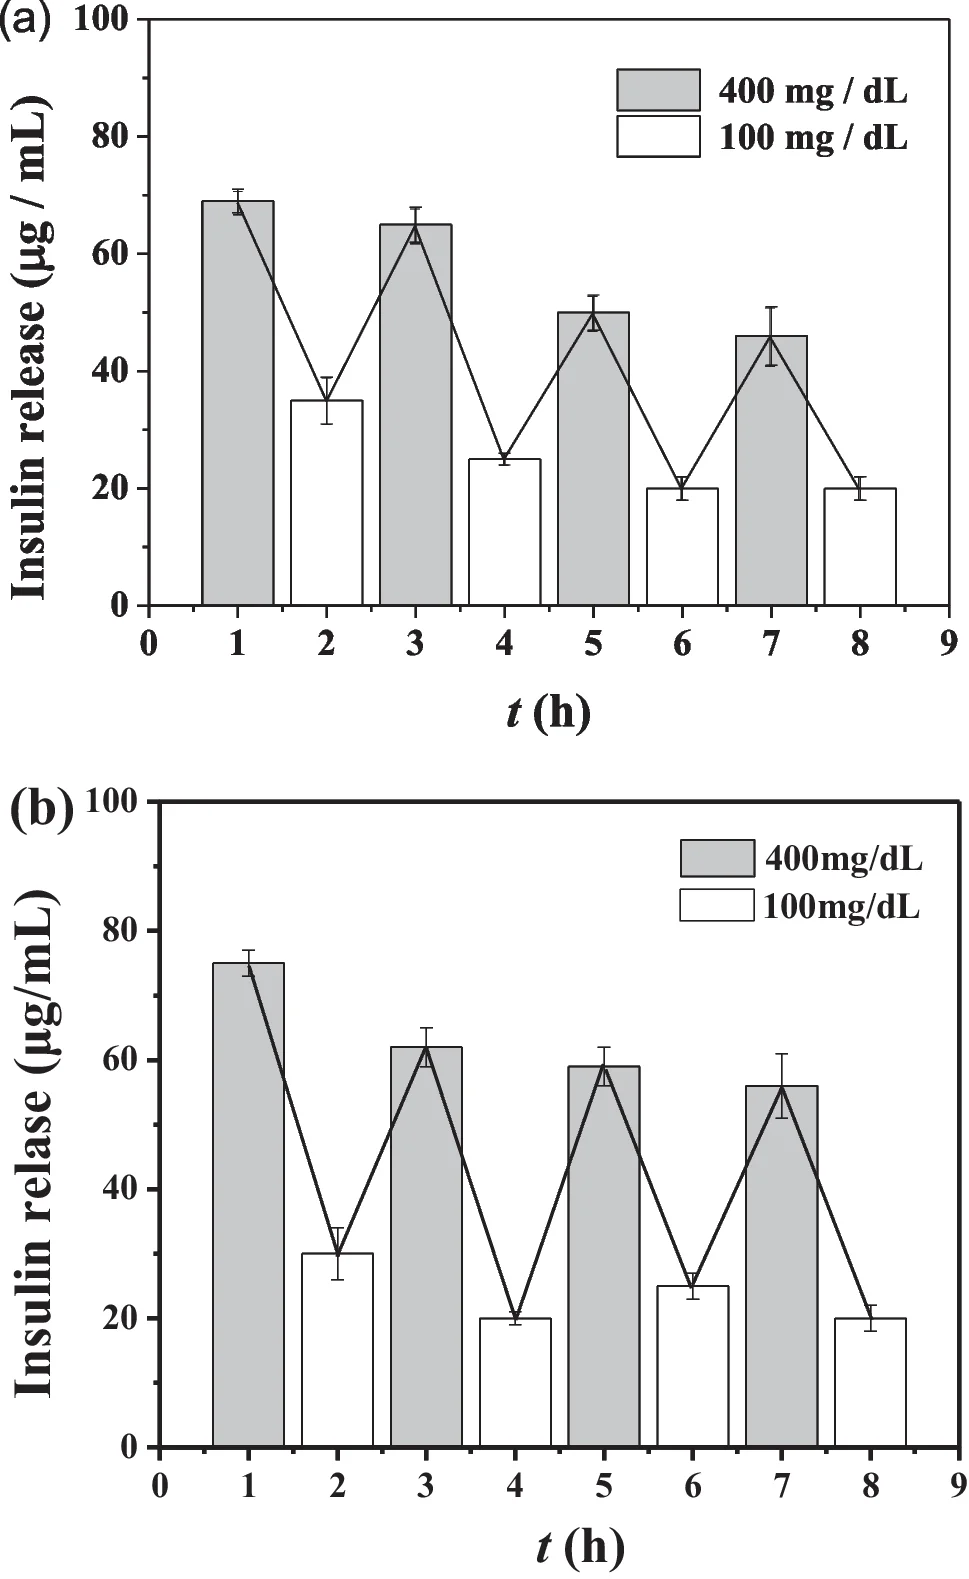 (a)
100
80
60
40
20
0
Insulin release (μg / mL)
400 mg / dL
100 mg / dL
0 1 2 3 4 5 6 7 8 9
t (h)
(b)
100
80
60
40
20
0
Insulin relase (μg/mL)
400mg/dL
100mg/dL
0 1 2 3 4 5 6 7 8 9
t (h)